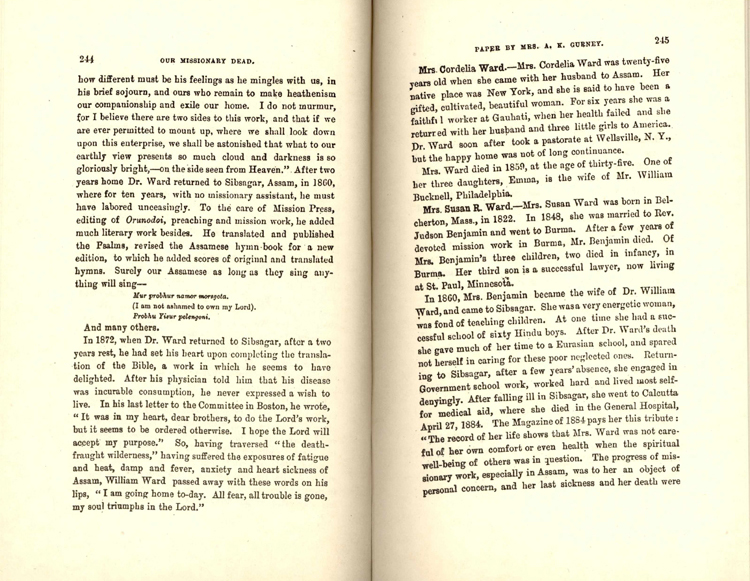 244
OUR MISSIONARY DEAD.
how different must be his feelings as he mingles with us, in
his brief sojourn, and ours who remain to make heathenism
our companionship and exile our home. I do not murmur,
for I believe there are two sides to this work, and that if we
are ever permitted to mount up, where we shall look down
upon this enterprise, we shall be astonished that what to our
earthly view presents so much cloud and darkness is so
gloriously bright,—on the side seen from Heaven." After two
years home Dr. Ward returned to Sibsagar, Assam, in 1860,
where for ten years, with no missionary assistant, he must
have labored unceasingly. To the care of Mission Press,
editing of Orunodoi, preaching and mission work, he added
much literary work besides. He translated and published
the Psalms, revised the Assamese hymn-book for a new
edition, to which he added scores of original and translated
hymns. Surely our Assamese as long as they sing any-
thing will sing—
Mur probhur namor morsyota.
(I am not ashamed to own my Lord).
Probhu Yisur pelengoni.
And many others.
In 1872, when Dr. Ward returned to Sibsagar, after a two
years rest, he had set his heart upon completing the transla-
tion of the Bible, a work in which he seems to have
delighted. After his physician told him that his disease
was incurable consumption, he never expressed a wish to
live. In his last letter to the Committee in Boston, he wrote,
"It was in my heart, dear brothers, to do the Lord's work,
but it seems to be ordered otherwise. I hope the Lord will
accept my purpose." So, having traversed "the death-
fraught wilderness," having suffered the exposures of fatigue
and heat, damp and fever, anxiety and heart sickness of
Assam, William Ward passed away with these words on his
lips, "I am going home to-day. All fear, all trouble is gone,
my soul triumphs in the Lord."
PAPER BY MRS. A. K. GURNEY.
245
Mrs. Cordelia Ward.—Mrs. Cordelia Ward was twenty-five
years old when she came with her husband to Assam. Her
native place was New York, and she is said to have been a
gifted, cultivated, beautiful woman. For six years she was a
faithful worker at Gauhati, when her health failed and she
returned with her husband and three little girls to America.
Dr. Ward soon after took a pastorate at Wellsville, N. Y.,
but the happy home was not of long continuance.
Mrs. Ward died in 1859, at the age of thirty-five. One of
her three daughters, Emma, is the wife of Mr. William
Bucknell, Philadelphia.
Mrs. Susan R. Ward.—Mrs. Susan Ward was born in Bel-
cherton, Mass., in 1822. In 1848, she was married to Rev.
Judson Benjamin and went to Burma. After a few years of
devoted mission work in Burma, Mr. Benjamin died. Of
Mrs. Benjamin's three children, two died in infancy, in
Burma. Her third son is a successful lawyer, now living
at St. Paul, Minnesota.
In 1860, Mrs. Benjamin became the wife of Dr. William
Ward, and came to Sibsagar. She was a very energetic woman,
was fond of teaching children. At one time she had a suc-
cessful school of sixty Hindu boys. After Dr. Ward's death
she gave much of her time to a Eurasian school, and spared
not herself in caring for these poor neglected ones. Return-
ing to Sibsagar, after a few years' absence, she engaged in
Government school work, worked hard and lived most self-
denyingly. After falling ill in Sibsagar, she went to Calcutta
for medical aid, where she died in the General Hospital,
April 27, 1884. The Magazine of 1884 pays her this tribute:
"The record of her life shows that Mrs. Ward was not care-
ful of her own comfort or even health when the spiritual
well-being of others was in question. The progress of mis-
sionary work, especially in Assam, was to her an object of
personal concern, and her last sickness and her death were